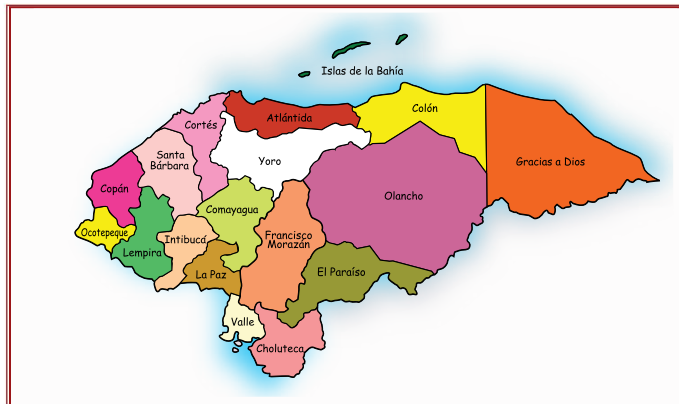 Islas de la Bahía
Colón
Atlántida
Cortés
Santa
Bárbara
Yoro
Gracias a Dios
Copán
Olancho
Comayagua
Ocotepeque
Lempira
Intibucá
Francisco
Morazán
La Paz
El Paraíso
Valle
Choluteca